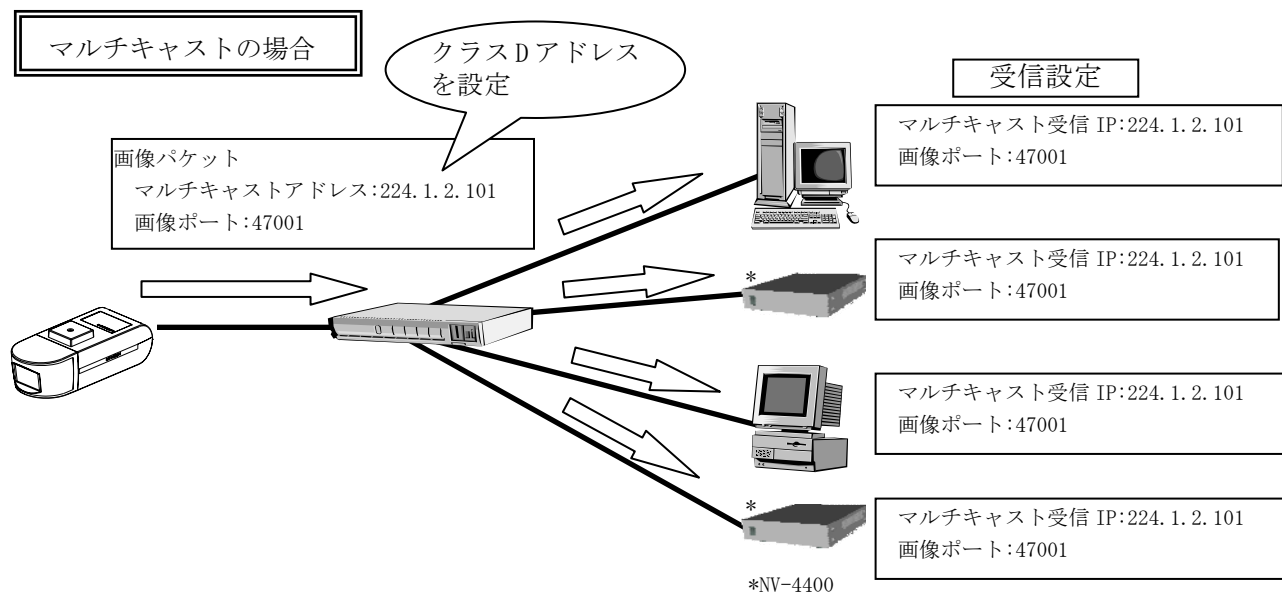 マルチキャストの場合
クラスDアドレス
を設定
受信設定
画像パケット
マルチキャストアドレス:224.1.2.101
画像ポート:47001
マルチキャスト受信 IP:224.1.2.101
画像ポート:47001
*
マルチキャスト受信 IP:224.1.2.101
画像ポート:47001
マルチキャスト受信 IP:224.1.2.101
画像ポート:47001
*
マルチキャスト受信 IP:224.1.2.101
画像ポート:47001
*NV-4400